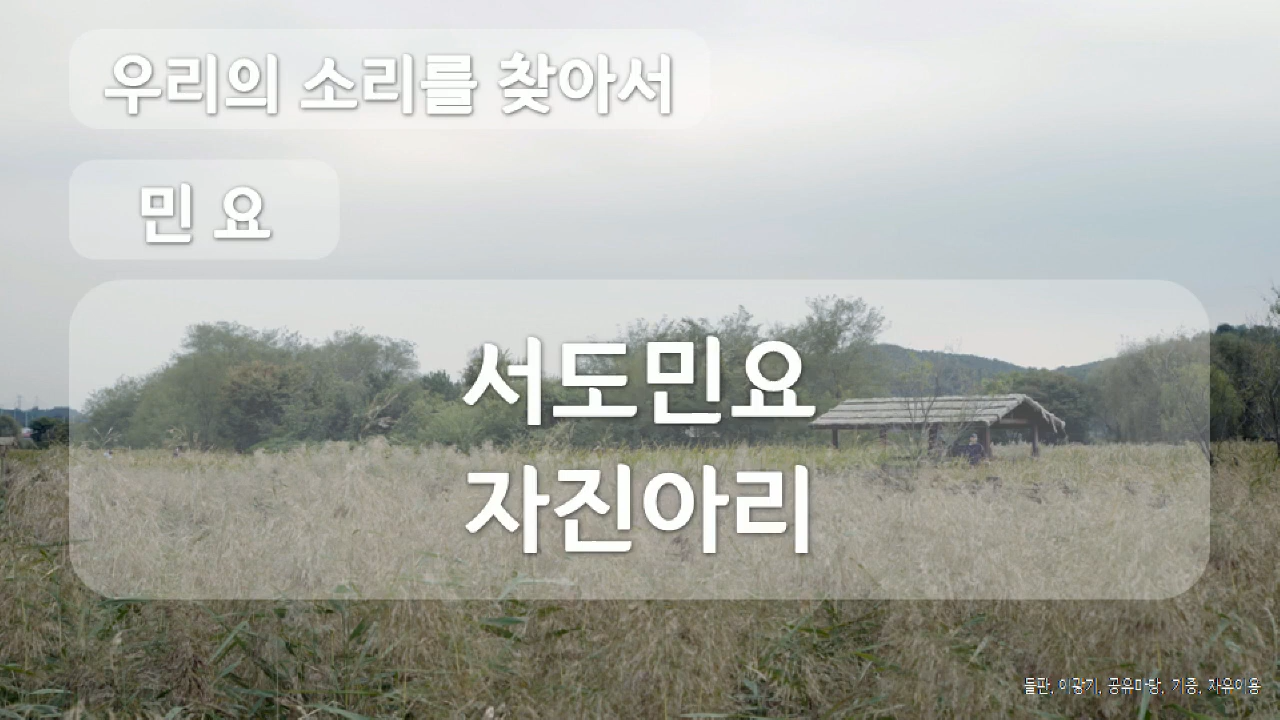 우리의 소리를 찾아서
민 요
서도민요
자진아리
들판, 이광기, 공유마당, 기증, 자유이용